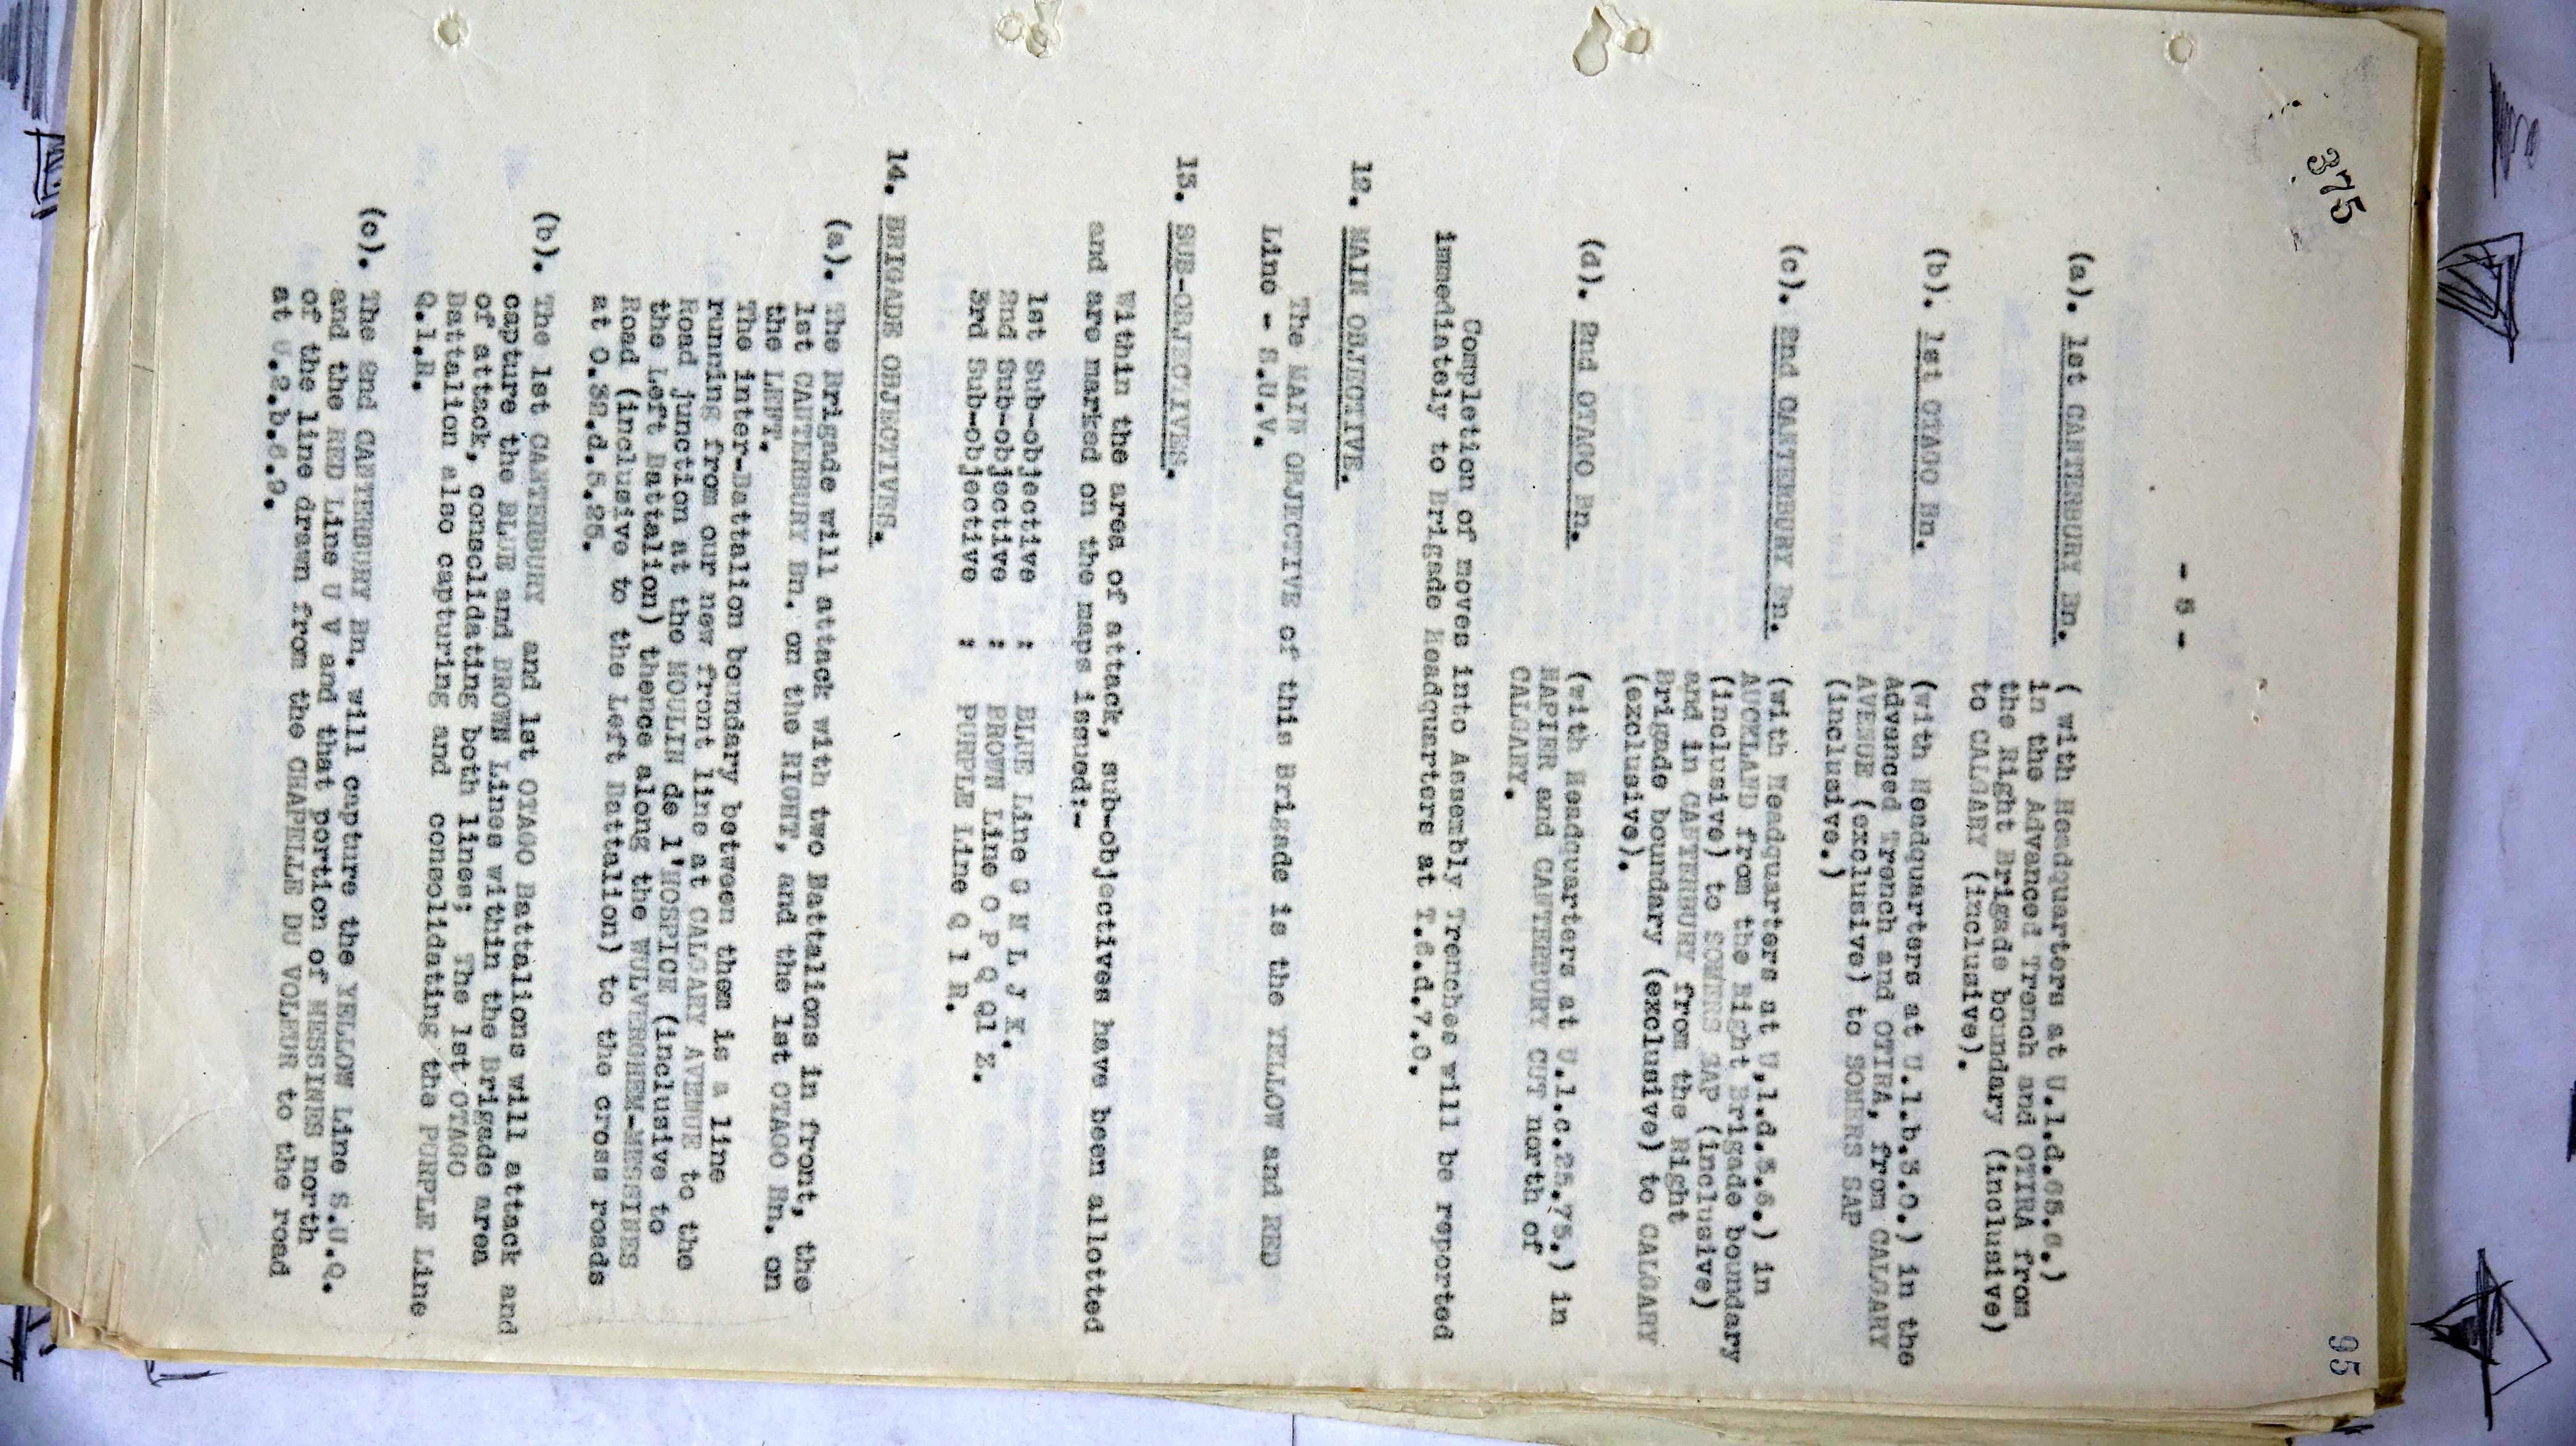 375
95
- 5 -
(a). 1st CANTERBURY Bn. ( with Headquarters at U.1.d.65.6.)
in the Advanced Trench and OTIRA from
the Right Brigade boundary (inclusive)
to CALGARY (inclusive).
(b). 1st OTAGO Bn. (with Headquarters at U.1.b.3.0.) in the
Advanced Trench and OTIRA, from CALGARY
AVENUE (exclusive) to SOMERS SAP
(inclusive.)
(c). 2nd CANTERBURY Bn. (with Headquarters at U,1.d.3.6.) in
AUCKLAND from the Right Brigade boundary
(inclusive) to SOMERS SAP (inclusive)
and in CANTERBURY from the Right
Brigade boundary (exclusive) to CALGARY
(exclusive).
(d). 2nd OTAGO Bn. (with Headquarters at U.1.c.25.75.) in
NAPIER and CANTERBURY CUT north of
CALGARY.
Completion of moves into Assembly Trenches will be reported
immediately to Brigade Headquarters at T.6.d.7.0.
12. MAIN OBJECTIVE.
The MAIN OBJECTIVE of this Brigade is the YELLOW and RED
Line - S.U.V.
13. SUB-OBJECTIVES.
Within the area of attack, sub-objectives have been allotted
and are marked on the maps issued:-
1st Sub-objective : BLUE Line G N L J K.
2nd Sub-objective : BROWN Line O P Q Q1 Z.
3rd Sub-objective : PURPLE Line Q 1 R.
14. BRIGADE OBJECTIVES.
(a). The Brigade will attack with two Battalions in front, the
1st CANTERBURY Bn. on the RIGHT, and the 1st OTAGO Bn. on
the LEFT.
The inter-Battalion boundary between them is a line
running from our new front line at CALGARY AVENUE to the
Road junction at the MOULIN de l'HOSPICE (inclusive to
the Left Battalion) thence along the WULVERGHEM-MESSINES
Road (inclusive to the Left Battalion) to the cross roads
at O.32.d.5.25.
(b). The 1st CANTERBURY and 1st OTAGO Battalions will attack and
capture the BLUE and BROWN Lines within the Brigade area
of attack, consolidating both lines; The 1st OTAGO
Battalion also capturing and consolidating the PURPLE Line
Q.1.R.
(c). The 2nd CANTERBURY Bn. will capture the YELLOW Line S.U.Q.
and the RED Line U V and that portion of MESSINES north
of the line drawn from the CHAPELLE DU VOLEUR to the road
at U.2.b.6.9.